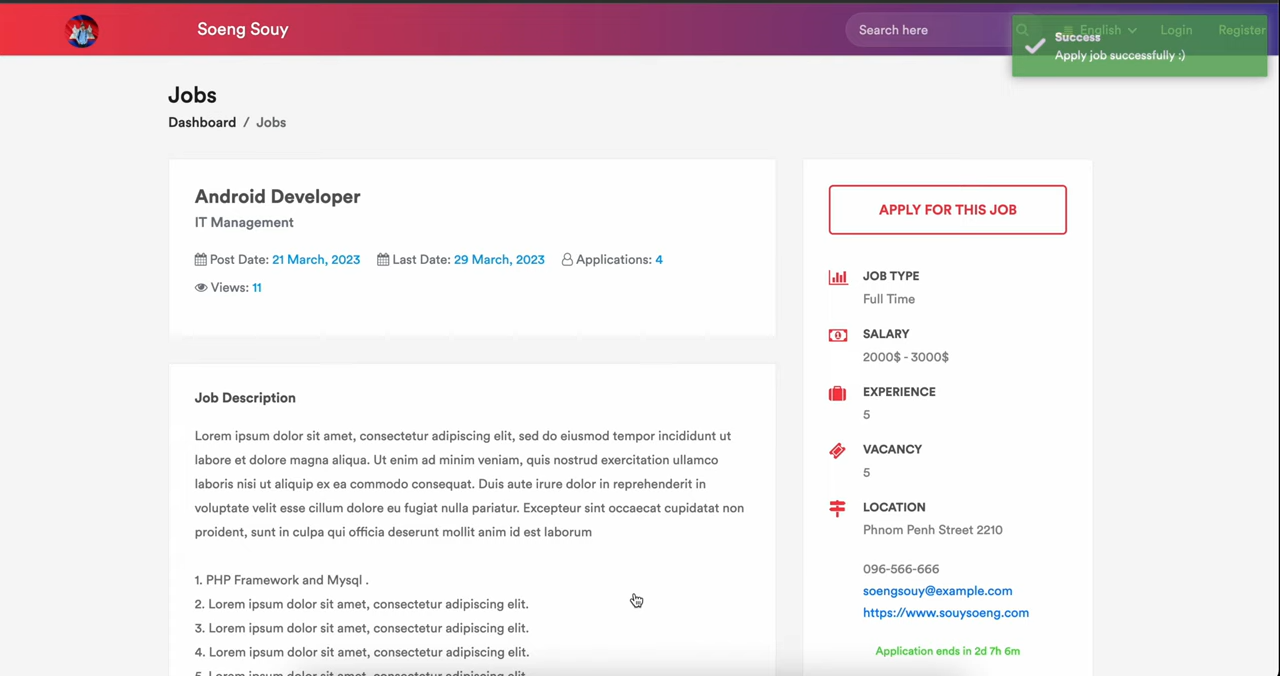 Soeng Souy
Search here
English
Login
Register
Success
Apply job successfully :)
Jobs
Dashboard / Jobs
Android Developer
IT Management
Post Date: 21 March, 2023 Last Date: 29 March, 2023 Applications: 4
Views: 11
Job Description
Lorem ipsum dolor sit amet, consectetur adipiscing elit, sed do eiusmod tempor incididunt ut
labore et dolore magna aliqua. Ut enim ad minim veniam, quis nostrud exercitation ullamco
laboris nisi ut aliquip ex ea commodo consequat. Duis aute irure dolor in reprehenderit in
voluptate velit esse cillum dolore eu fugiat nulla pariatur. Excepteur sint occaecat cupidatat non
proident, sunt in culpa qui officia deserunt mollit anim id est laborum
1. PHP Framework and Mysql .
2. Lorem ipsum dolor sit amet, consectetur adipiscing elit.
3. Lorem ipsum dolor sit amet, consectetur adipiscing elit.
4. Lorem ipsum dolor sit amet, consectetur adipiscing elit.
5. Lorem ipsum dolor sit amet, consectetur adipiscing elit.
APPLY FOR THIS JOB
JOB TYPE
Full Time
SALARY
2000$ - 3000$
EXPERIENCE
5
VACANCY
5
LOCATION
Phnom Penh Street 2210
096-566-666
soengsouy@example.com
https://www.souysoeng.com
Application ends in 2d 7h 6m